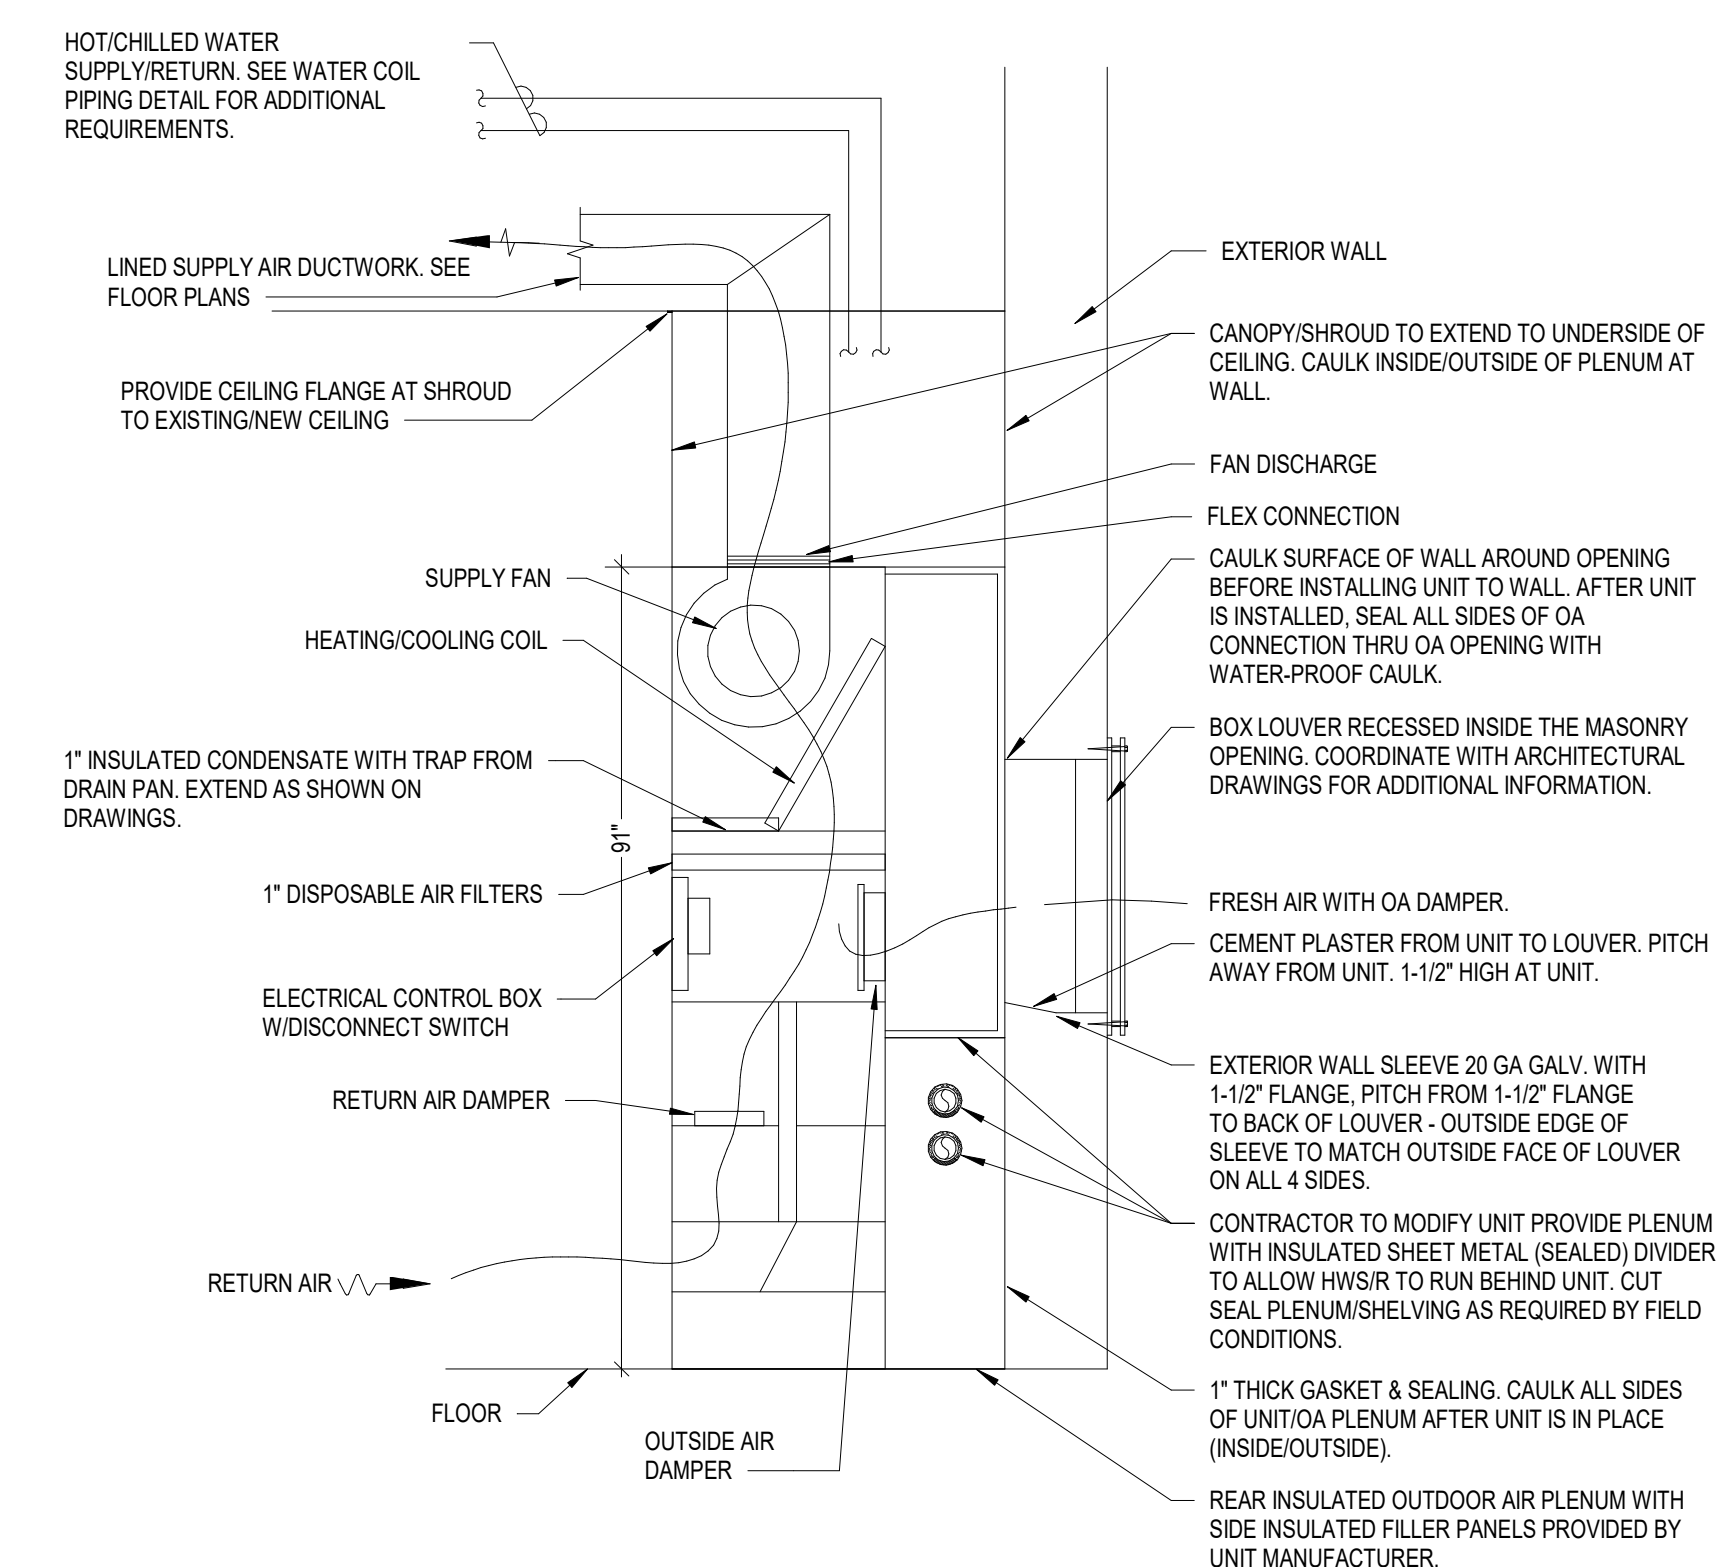 HOT/CHILLED WATER
SUPPLY/RETURN. SEE WATER COIL
PIPING DETAIL FOR ADDITIONAL
REQUIREMENTS.
LINED SUPPLY AIR DUCTWORK. SEE
FLOOR PLANS
PROVIDE CEILING FLANGE AT SHROUD
TO EXISTING/NEW CEILING
SUPPLY FAN
HEATING/COOLING COIL
1" INSULATED CONDENSATE WITH TRAP FROM
DRAIN PAN. EXTEND AS SHOWN ON
DRAWINGS.
91"
1" DISPOSABLE AIR FILTERS
ELECTRICAL CONTROL BOX
W/DISCONNECT SWITCH
RETURN AIR DAMPER
RETURN AIR
FLOOR
OUTSIDE AIR
DAMPER
EXTERIOR WALL
CANOPY/SHROUD TO EXTEND TO UNDERSIDE OF
CEILING. CAULK INSIDE/OUTSIDE OF PLENUM AT
WALL.
FAN DISCHARGE
FLEX CONNECTION
CAULK SURFACE OF WALL AROUND OPENING
BEFORE INSTALLING UNIT TO WALL. AFTER UNIT
IS INSTALLED, SEAL ALL SIDES OF OA
CONNECTION THRU OA OPENING WITH
WATER-PROOF CAULK.
BOX LOUVER RECESSED INSIDE THE MASONRY
OPENING. COORDINATE WITH ARCHITECTURAL
DRAWINGS FOR ADDITIONAL INFORMATION.
FRESH AIR WITH OA DAMPER.
CEMENT PLASTER FROM UNIT TO LOUVER. PITCH
AWAY FROM UNIT. 1-1/2" HIGH AT UNIT.
EXTERIOR WALL SLEEVE 20 GA GALV. WITH
1-1/2" FLANGE, PITCH FROM 1-1/2" FLANGE
TO BACK OF LOUVER - OUTSIDE EDGE OF
SLEEVE TO MATCH OUTSIDE FACE OF LOUVER
ON ALL 4 SIDES.
CONTRACTOR TO MODIFY UNIT PROVIDE PLENUM
WITH INSULATED SHEET METAL (SEALED) DIVIDER
TO ALLOW HWS/R TO RUN BEHIND UNIT. CUT
SEAL PLENUM/SHELVING AS REQUIRED BY FIELD
CONDITIONS.
1" THICK GASKET & SEALING. CAULK ALL SIDES
OF UNIT/OA PLENUM AFTER UNIT IS IN PLACE
(INSIDE/OUTSIDE).
REAR INSULATED OUTDOOR AIR PLENUM WITH
SIDE INSULATED FILLER PANELS PROVIDED BY
UNIT MANUFACTURER.